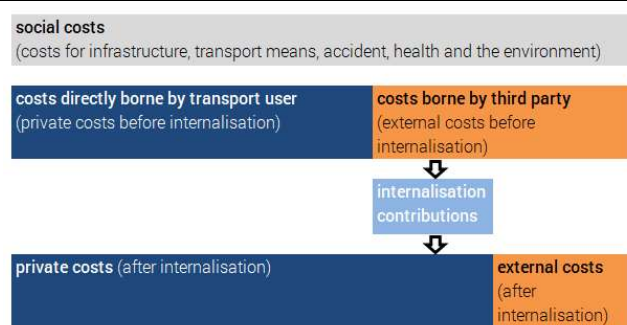 social costs
(costs for infrastructure, transport means, accident, health and the environment)
costs directly borne by transport user
(private costs before internalisation)
costs borne by third party
(external costs before
internalisation)
internalisation
contributions
private costs (after internalisation)
external costs
(after
internalisation)